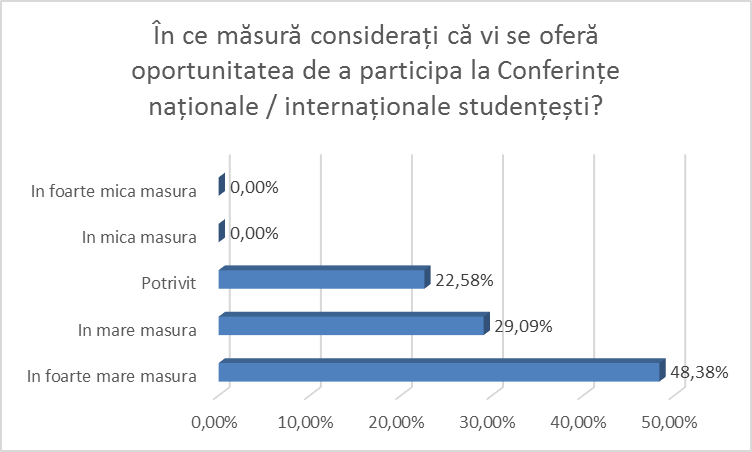 În ce măsură considerați că vi se oferă
oportunitatea de a participa la Conferințe
naționale / internaționale studențești?
In foarte mica masura
0,00%
In mica masura
0,00%
Potrivit
22,58%
In mare masura
29,09%
In foarte mare masura
48,38%
0,00% 10,00% 20,00% 30,00% 40,00% 50,00%